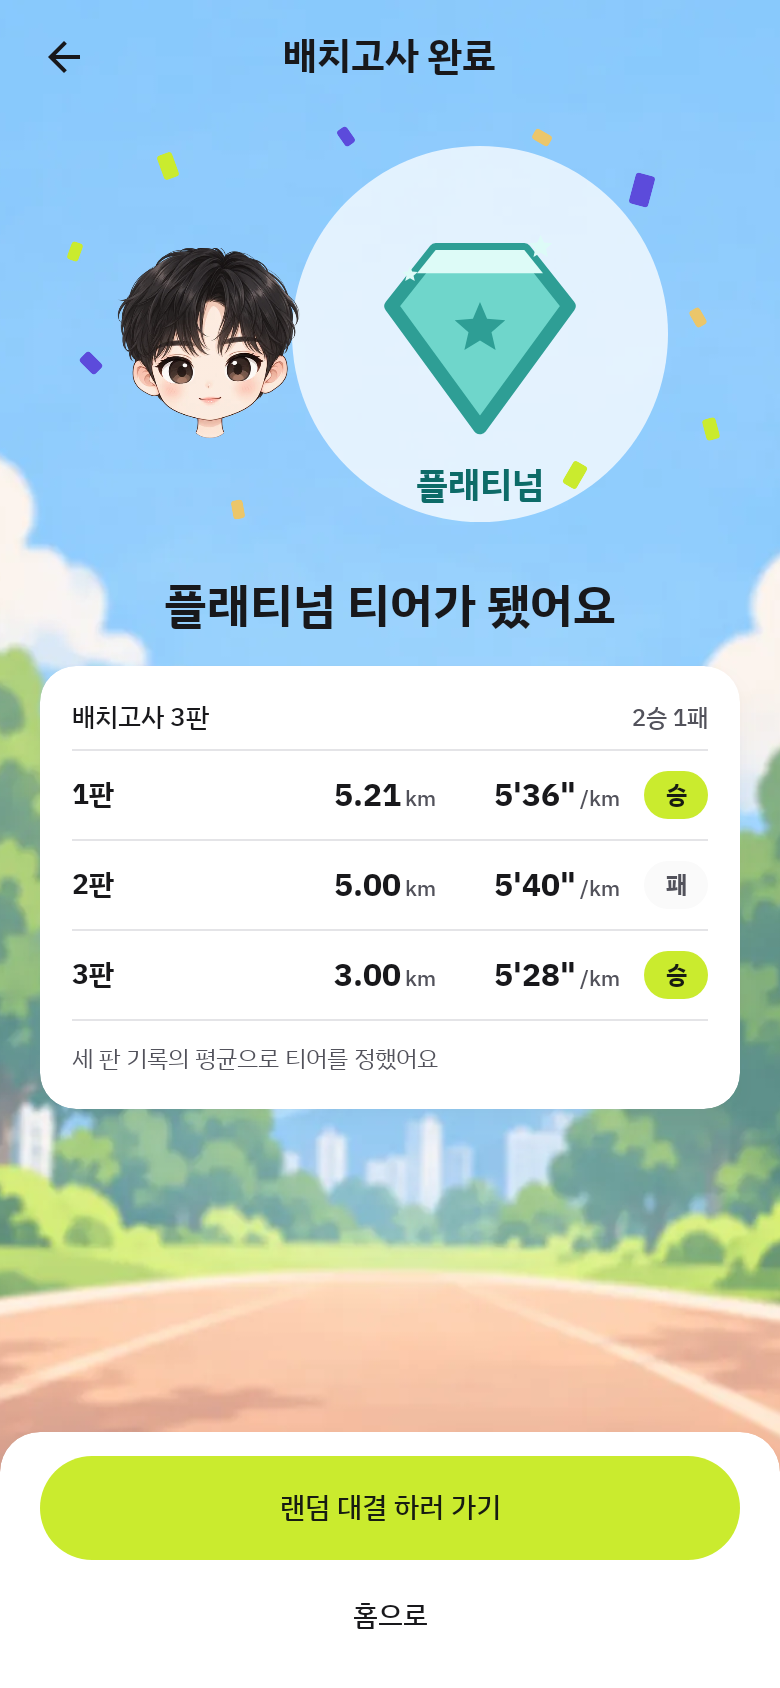 배치고사 완료
플래티넘
플래티넘 티어가 됐어요
배치고사 3판 2승 1패
1판 5.21 km 5'36" /km 승
2판 5.00 km 5'40" /km 패
3판 3.00 km 5'28" /km 승
세 판 기록의 평균으로 티어를 정했어요
랜덤 대결 하러 가기
홈으로